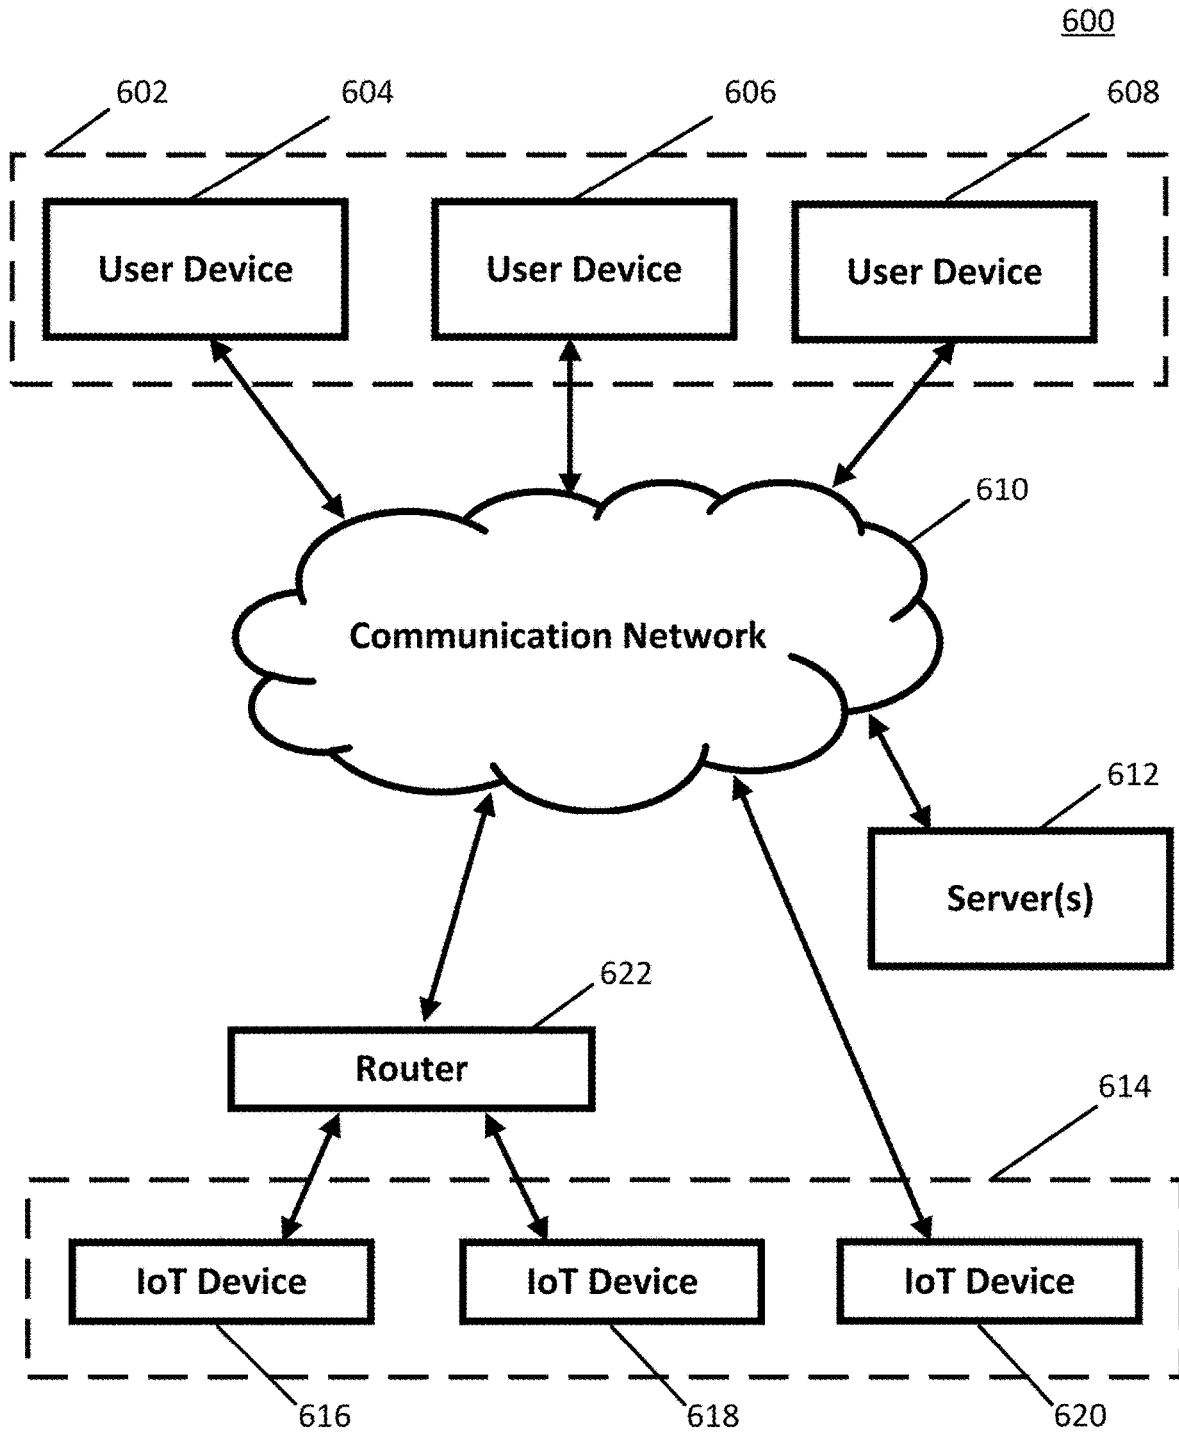 600
602
604
606
608
User Device
User Device
User Device
610
Communication Network
612
Server(s)
622
Router
614
IoT Device
IoT Device
IoT Device
616
618
620